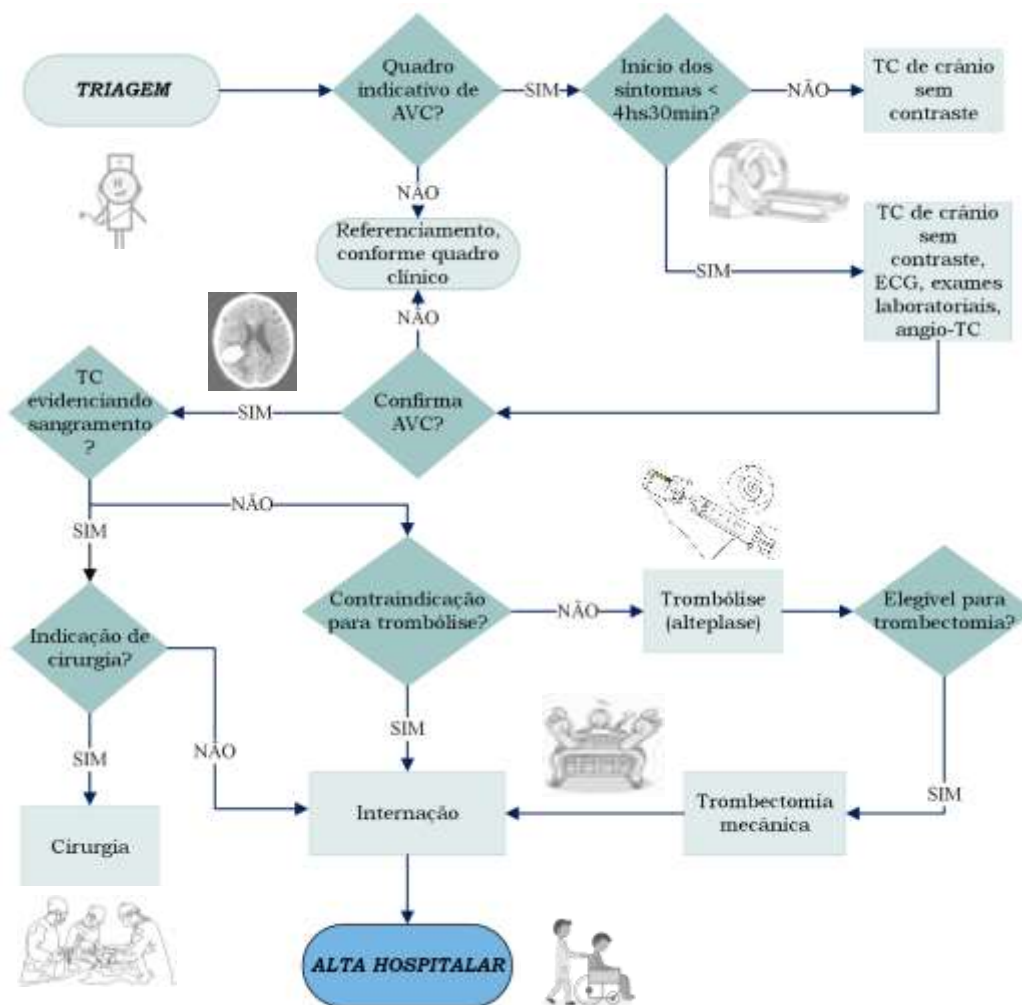 TRIAGEM
Quadro
indicativo de
AVC?
SIM
Início dos
sintomas <
4hs30min?
NÃO
TC de crânio
sem
contraste
NÃO
Referenciamento,
conforme quadro
clínico
SIM
TC de crânio
sem
contraste,
ECG, exames
laboratoriais,
angio-TC
NÃO
Confirma
AVC?
SIM
TC
evidenciando
sangramento
?
NÃO
SIM
Contraindicação
para trombólise?
NÃO
Trombólise
(alteplase)
Elegível para
trombectomia?
Indicação de
cirurgia?
SIM
NÃO
SIM
SIM
Cirurgia
Internação
Trombectomia
mecânica
ALTA HOSPITALAR